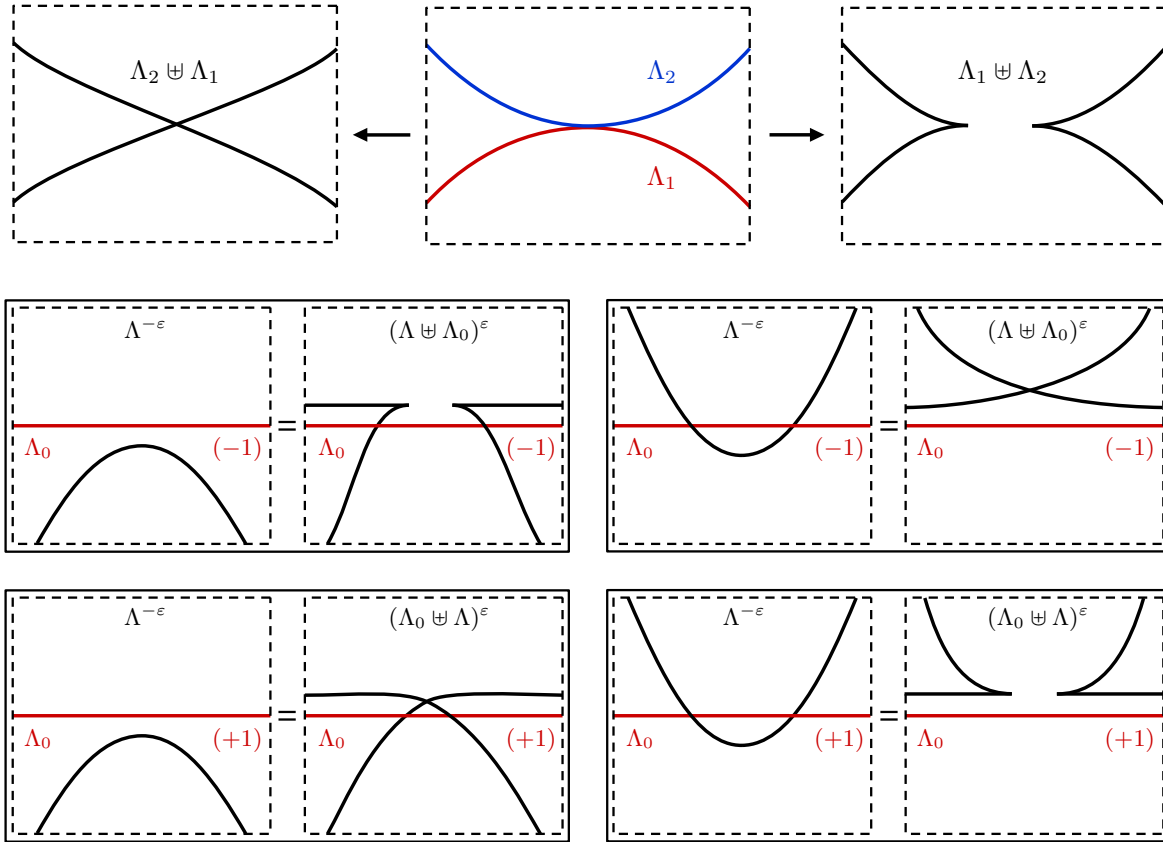 Λ₂ ⊎ Λ₁
Λ₂
Λ₁
Λ₁ ⊎ Λ₂
Λ^{-ε}
Λ₀
(-1)
=
(Λ ⊎ Λ₀)^ε
Λ₀
(-1)
Λ^{-ε}
Λ₀
(-1)
=
(Λ ⊎ Λ₀)^ε
Λ₀
(-1)
Λ^{-ε}
Λ₀
(+1)
=
(Λ₀ ⊎ Λ)^ε
Λ₀
(+1)
Λ^{-ε}
Λ₀
(+1)
=
(Λ₀ ⊎ Λ)^ε
Λ₀
(+1)